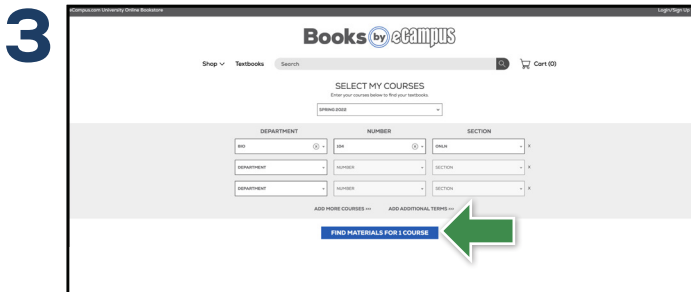 3
eCampus.com University Online Bookstore Login/Sign Up
Books by eCampus
Shop Textbooks Search Cart (0)
SELECT MY COURSES
Enter your courses below to find your textbooks.
SPRING 2022
DEPARTMENT NUMBER SECTION
BIO 104 ONLN X
DEPARTMENT NUMBER SECTION X
DEPARTMENT NUMBER SECTION X
ADD MORE COURSES >>> ADD ADDITIONAL TERMS >>>
FIND MATERIALS FOR 1 COURSE